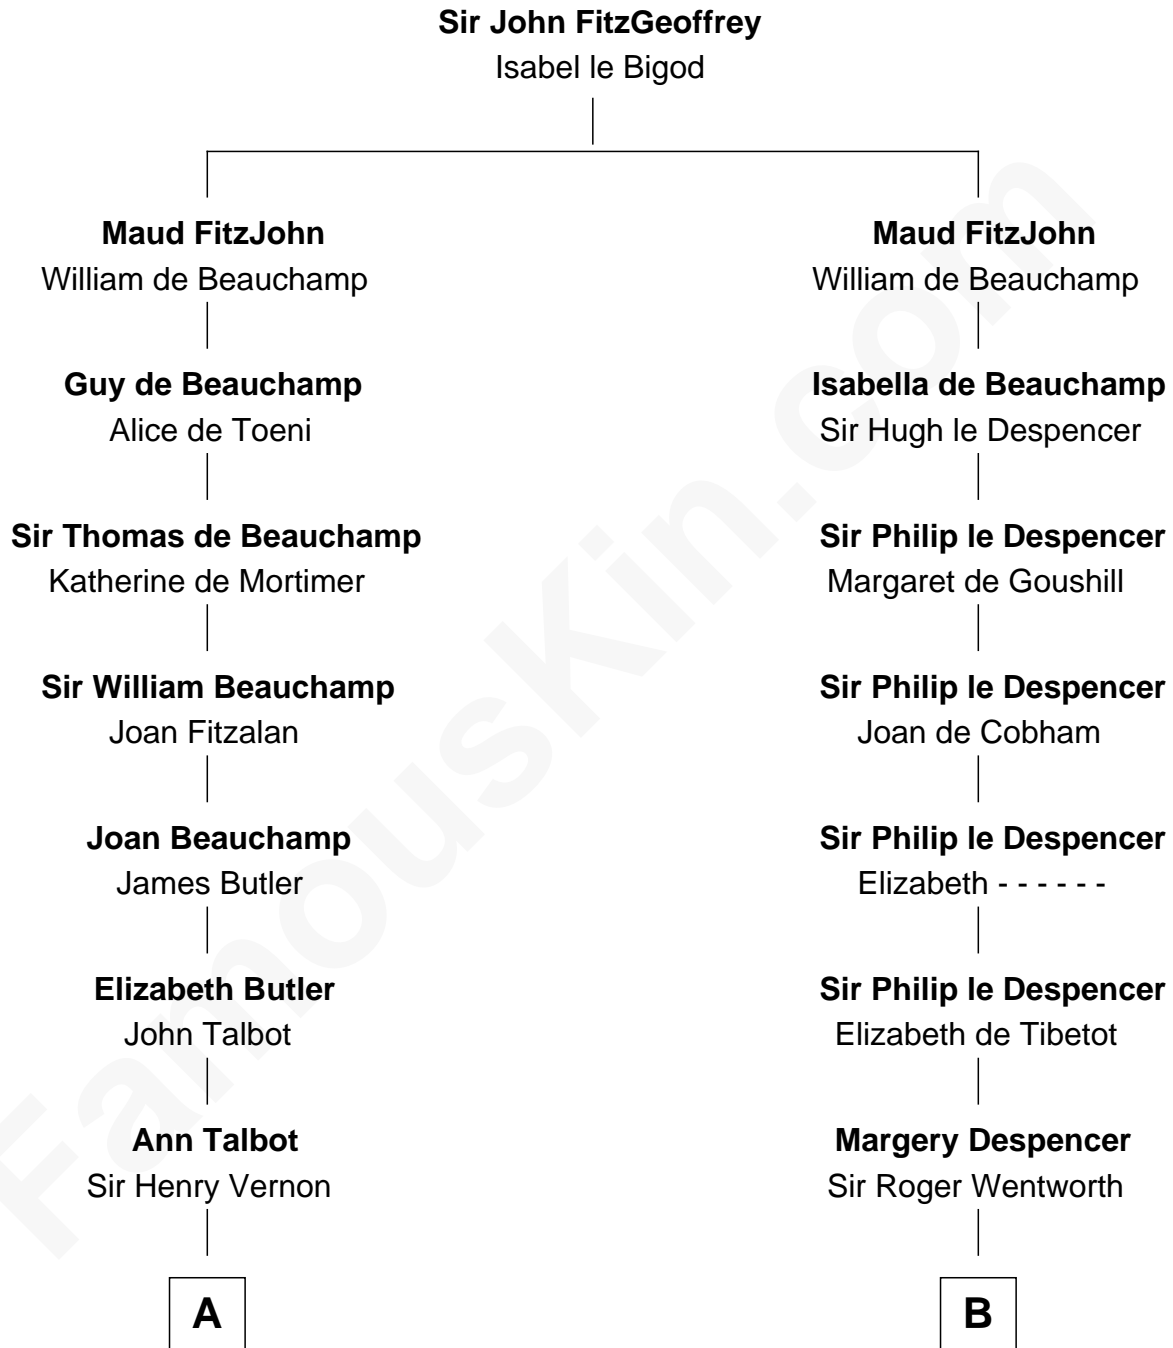 Sir John FitzGeoffrey
Isabel le Bigod
Maud FitzJohn
William de Beauchamp
Guy de Beauchamp
Alice de Toeni
Sir Thomas de Beauchamp
Katherine de Mortimer
Sir William Beauchamp
Joan Fitzalan
Joan Beauchamp
James Butler
Elizabeth Butler
John Talbot
Ann Talbot
Sir Henry Vernon
A
Maud FitzJohn
William de Beauchamp
Isabella de Beauchamp
Sir Hugh le Despencer
Sir Philip le Despencer
Margaret de Goushill
Sir Philip le Despencer
Joan de Cobham
Sir Philip le Despencer
Elizabeth - - - - - -
Sir Philip le Despencer
Elizabeth de Tibetot
Margery Despencer
Sir Roger Wentworth
B
FamousKin.com